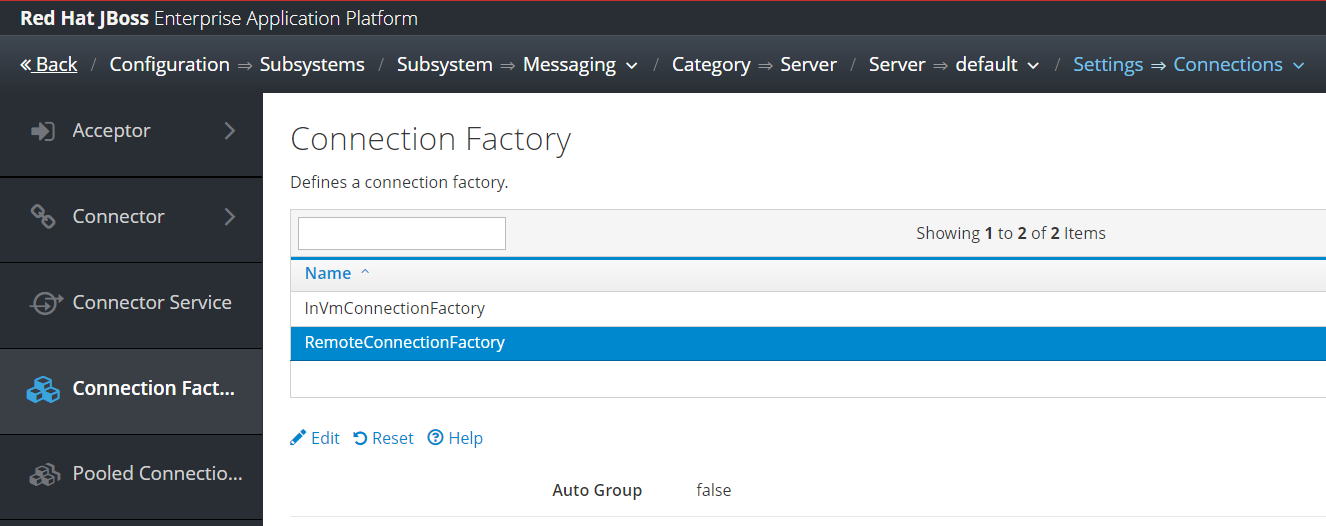 Red Hat JBoss Enterprise Application Platform
« Back / Configuration ⇒ Subsystems / Subsystem ⇒ Messaging / Category ⇒ Server / Server ⇒ default / Settings ⇒ Connections
Acceptor
Connector
Connector Service
Connection Fact...
Pooled Connectio...
Connection Factory
Defines a connection factory.
Showing 1 to 2 of 2 Items
Name
InVmConnectionFactory
RemoteConnectionFactory
Edit Reset Help
Auto Group false